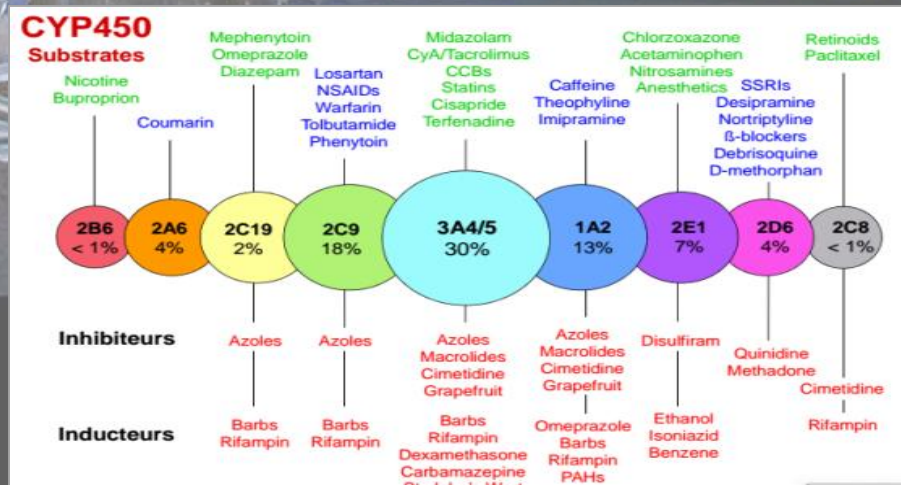 CYP450
Substrates
Nicotine
Buproprion
Coumarin
Mephenytoin
Omeprazole
Diazepam
Losartan
NSAIDs
Warfarin
Tolbutamide
Phenytoin
Midazolam
CyA/Tacrolimus
CCBs
Statins
Cisapride
Terfenadine
Caffeine
Theophyline
Imipramine
Chlorzoxazone
Acetaminophen
Nitrosamines
Anesthetics
SSRIs
Desipramine
Nortriptyline
ß-blockers
Debrisoquine
D-methorphan
Retinoids
Paclitaxel
2B6
< 1%
2A6
4%
2C19
2%
2C9
18%
3A4/5
30%
1A2
13%
2E1
7%
2D6
4%
2C8
< 1%
Inhibiteurs
Azoles
Azoles
Azoles
Macrolides
Cimetidine
Grapefruit
Azoles
Macrolides
Cimetidine
Grapefruit
Disulfiram
Quinidine
Methadone
Cimetidine
Inducteurs
Barbs
Rifampin
Barbs
Rifampin
Barbs
Rifampin
Dexamethasone
Carbamazepine
Omeprazole
Barbs
Rifampin
PAHs
Ethanol
Isoniazid
Benzene
Rifampin